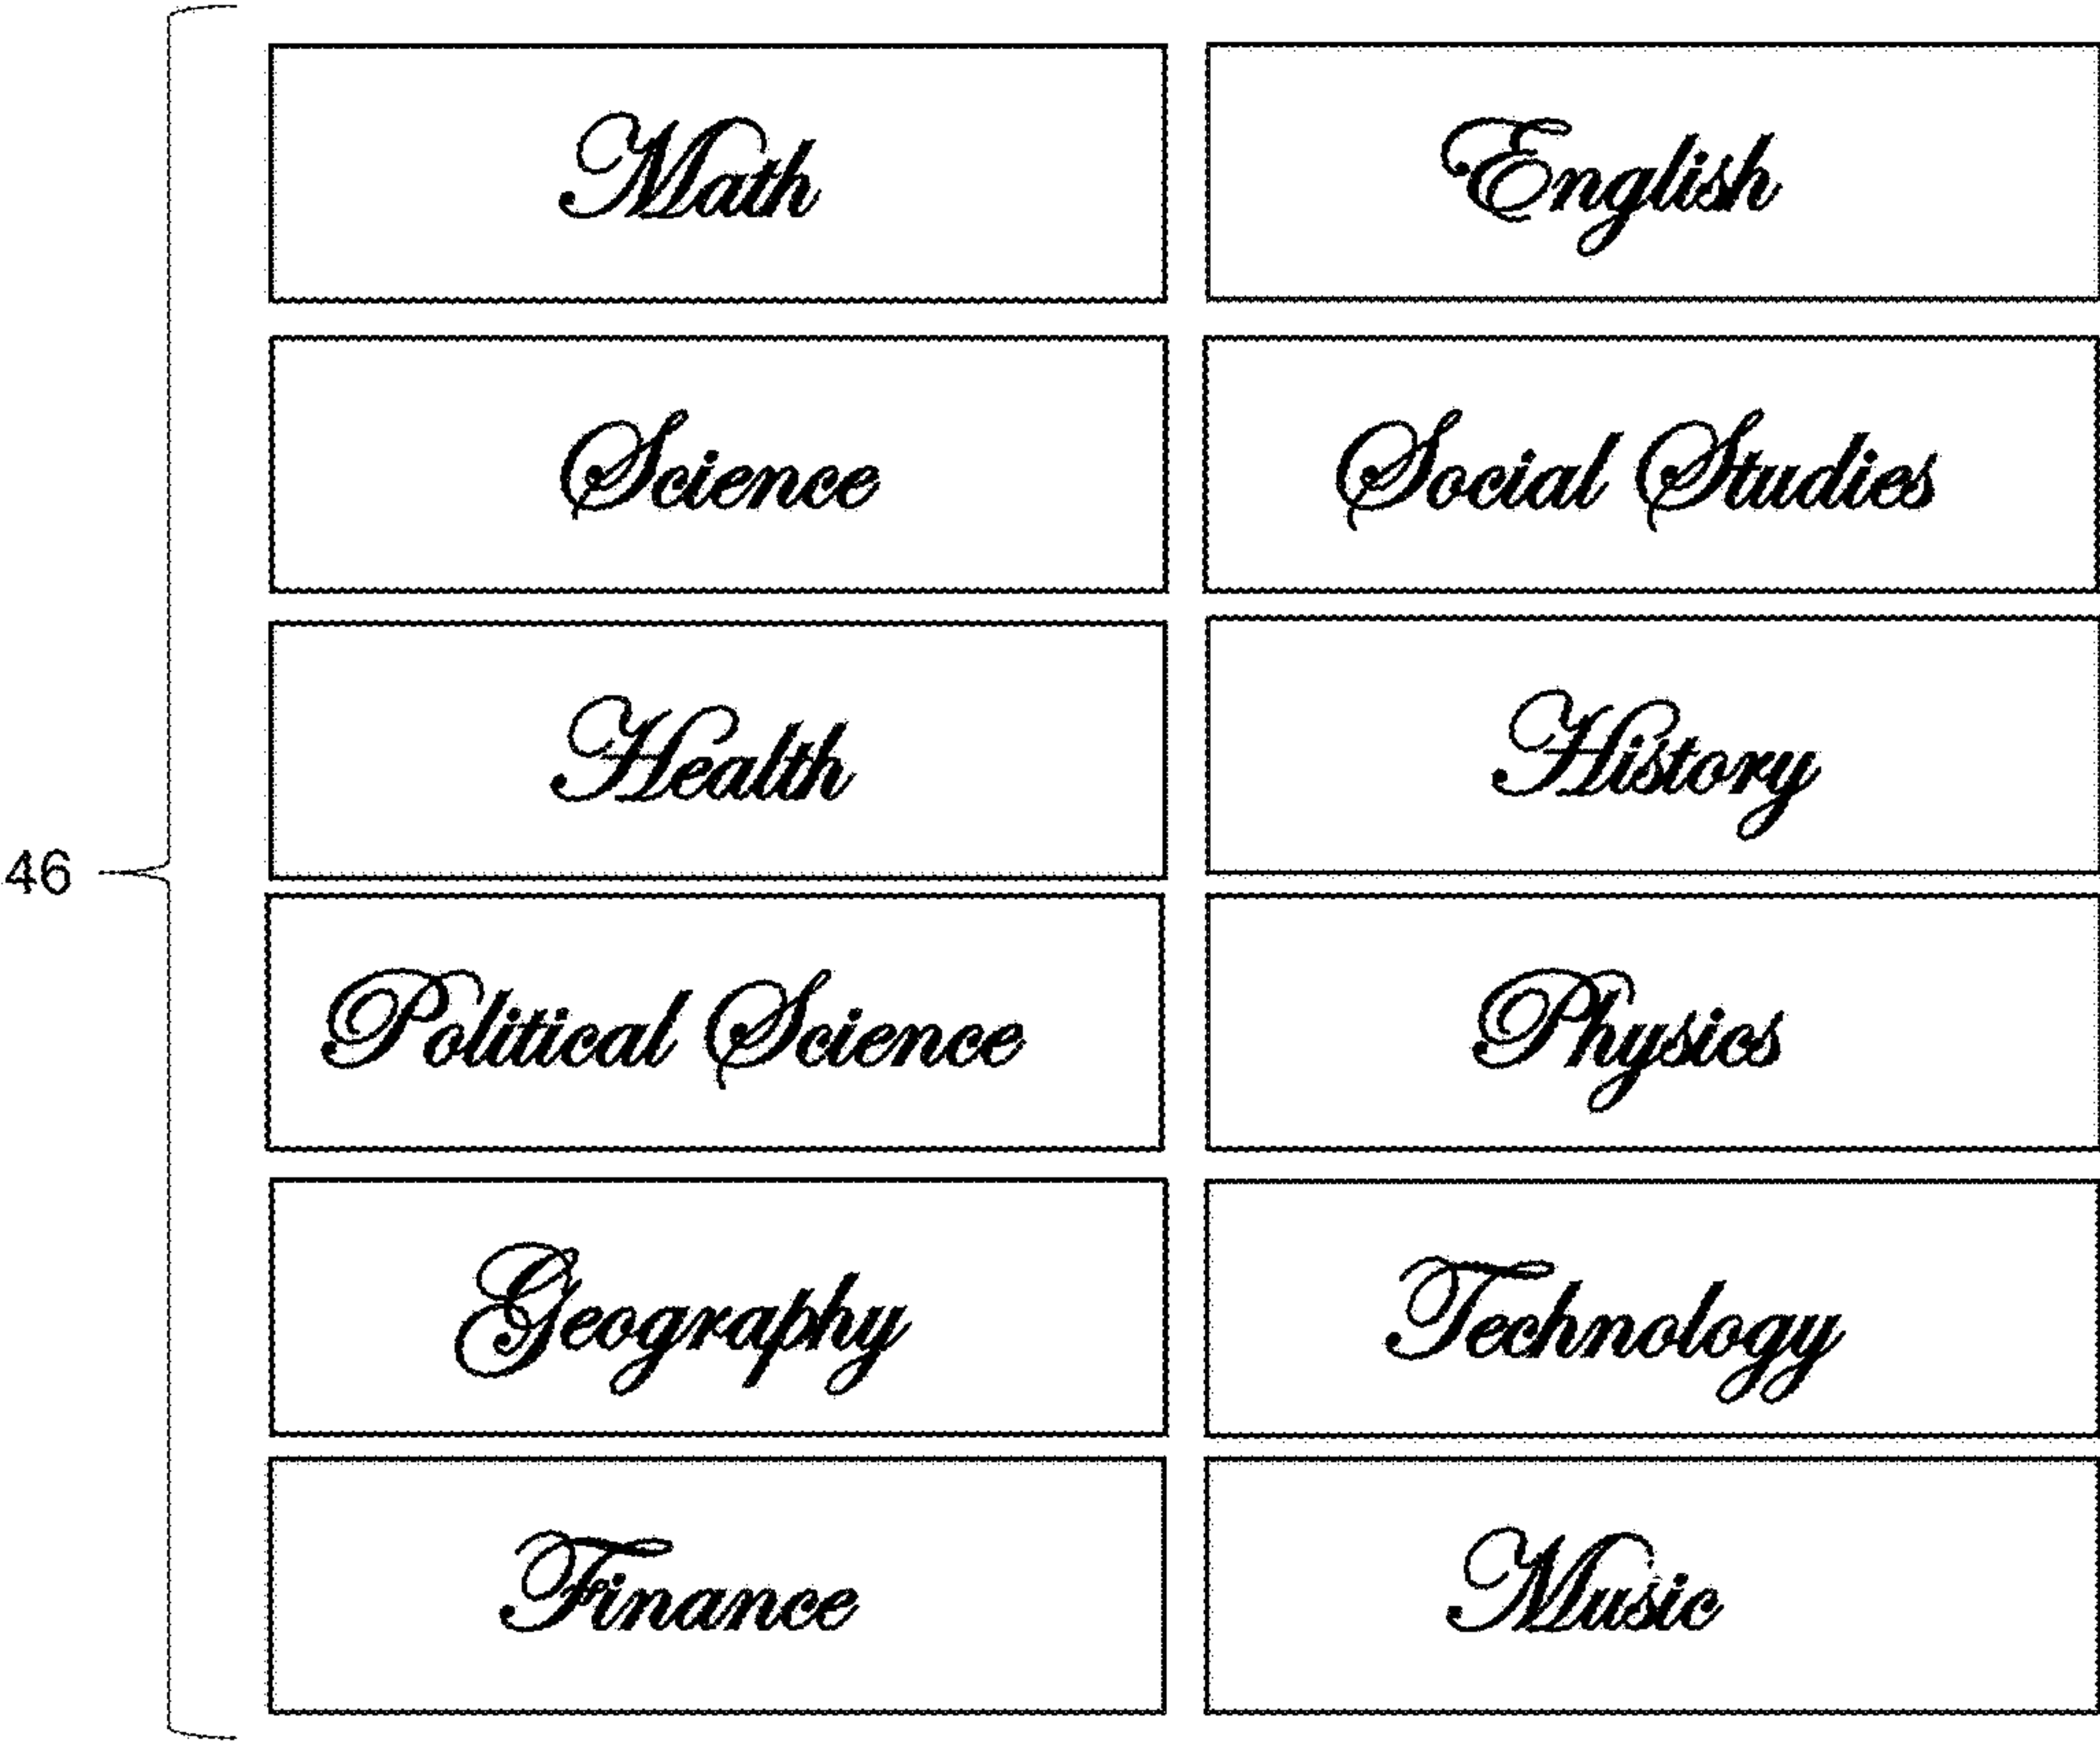 Math
English
Science
Social Studies
Health
History
46
Political Science
Physics
Geography
Technology
Finance
Music